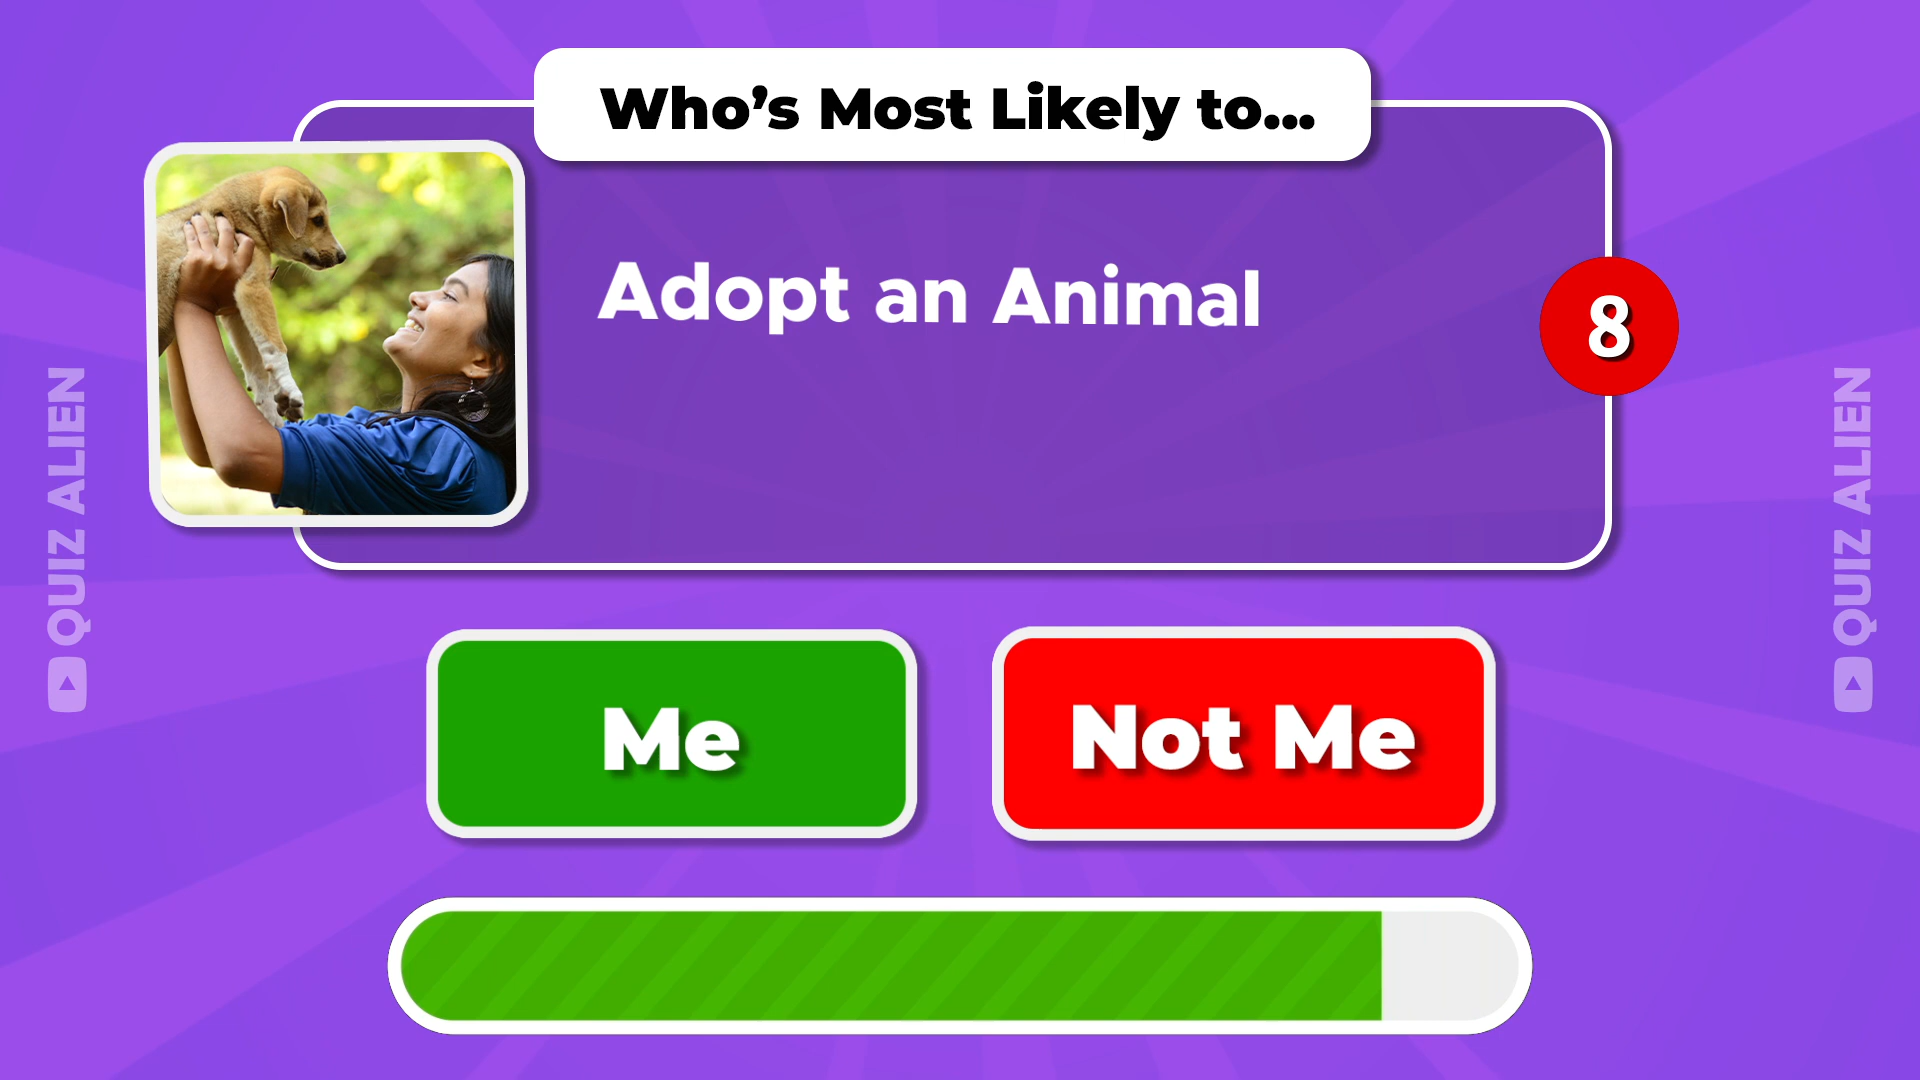 Who’s Most Likely to...
Adopt an Animal
8
Me
Not Me
QUIZ ALIEN
QUIZ ALIEN